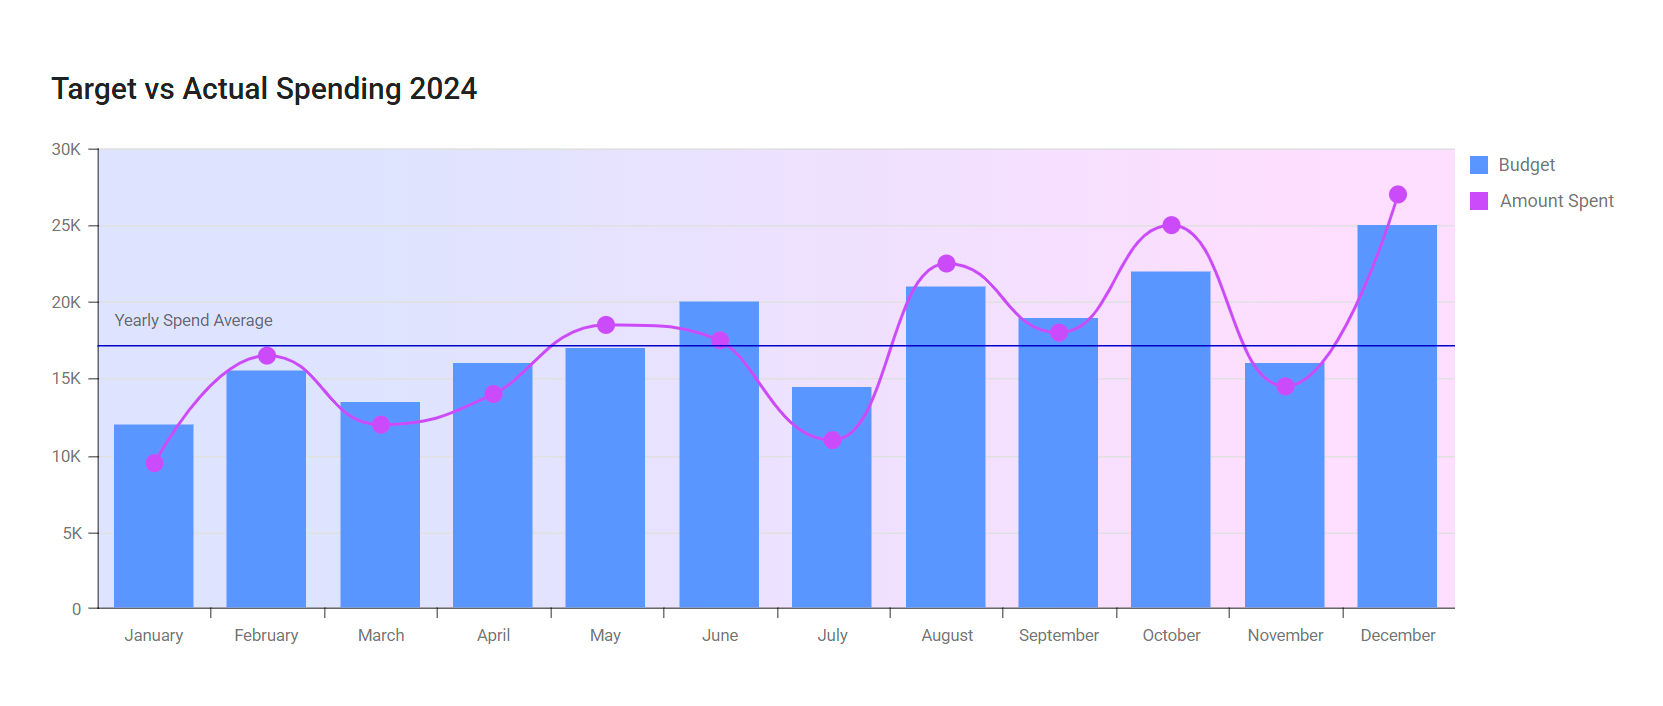 Target vs Actual Spending 2024
30K
25K
20K
15K
10K
5K
0
Yearly Spend Average
January February March April May June July August September October November December
Budget
Amount Spent